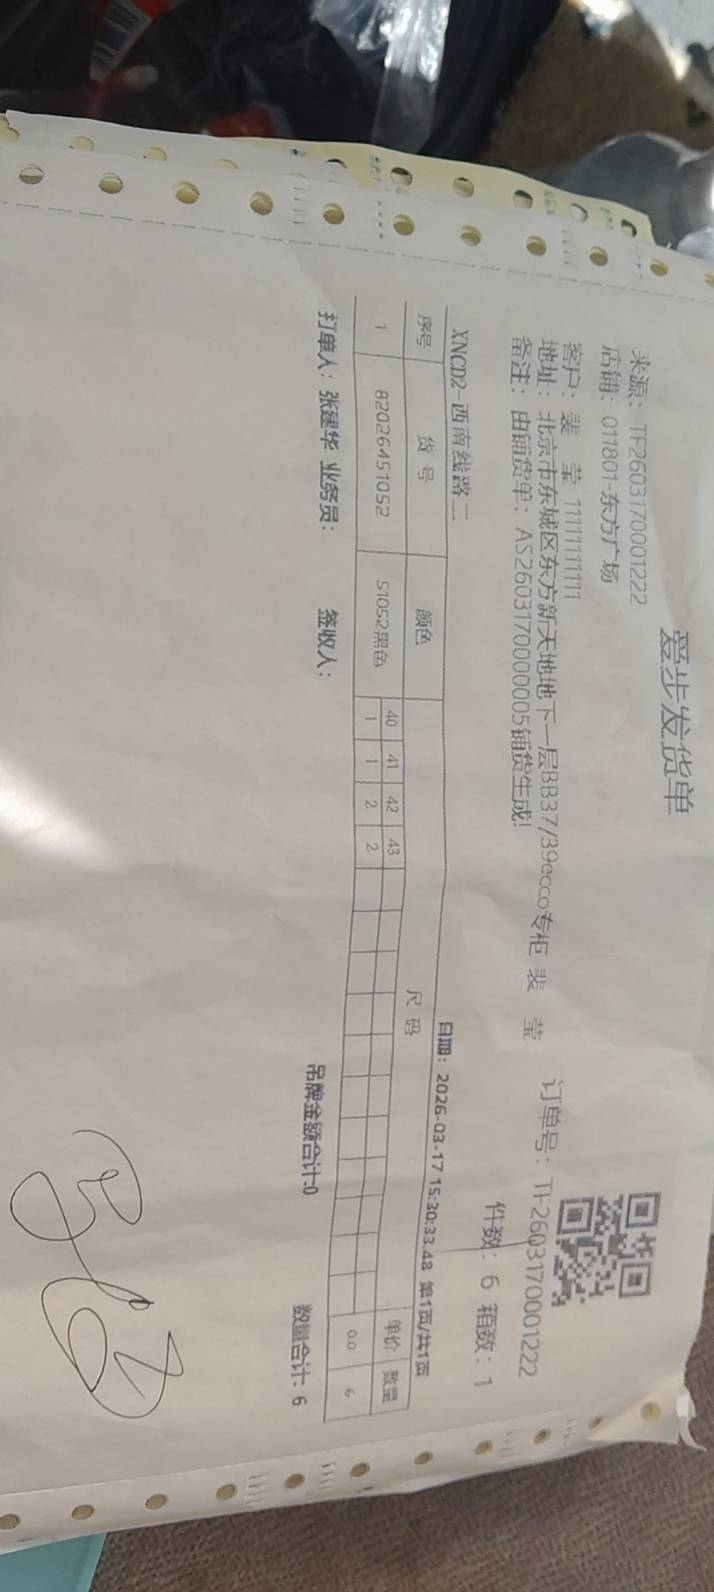 爱步发货单
来源：TF2603170001222
店铺：011801-东方广场
客户：裴 莹 11111111111
订单号：TF2603170001222
地址：北京市东城区东方新天地地下一层BB37/39ecco专柜 裴 莹
备注：由铺货单：AS2603170000005铺货生成!
件数：6 箱数：1
XNCD2-西南线路二
日期：2026-03-17 15:30:33.48 第1页/共1页
序号 货号 颜色 尺码 单价 数量
40 41 42 43
1 82026451052 51052黑色 1 1 2 2 0.0 6
打单人：张建华 业务员： 签收人： 吊牌金额合计:0 数量合计: 6